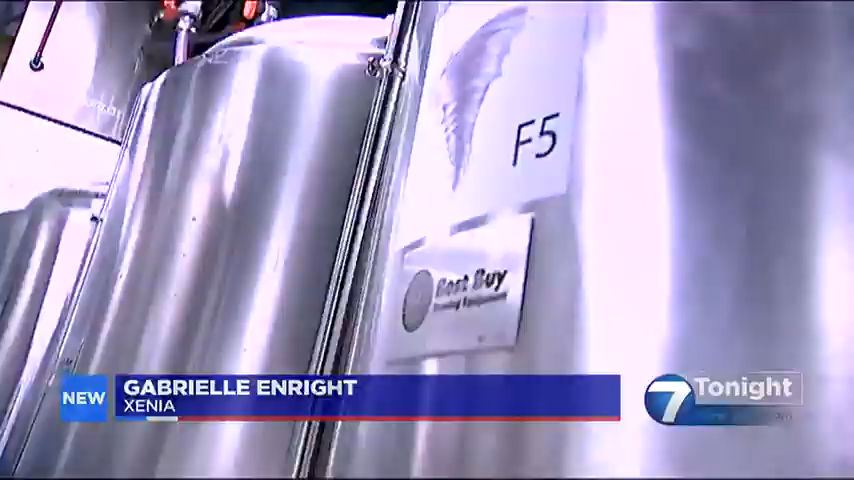 F5
Best Buy
NEW
GABRIELLE ENRIGHT
XENIA
7 Tonight